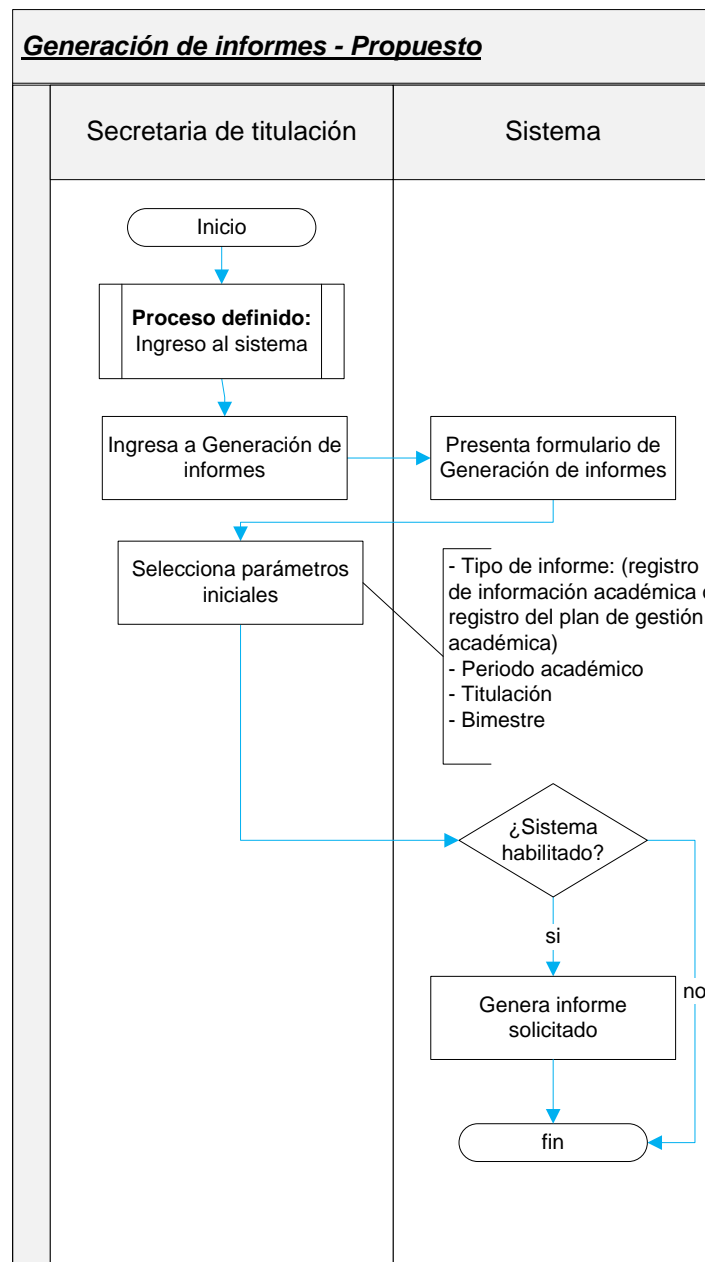 Generación de informes - Propuesto
Secretaria de titulación
Sistema
Inicio
Proceso definido:
Ingreso al sistema
Ingresa a Generación de
informes
Presenta formulario de
Generación de informes
Selecciona parámetros
iniciales
- Tipo de informe: (registro
de información académica
registro del plan de gestión
académica)
- Periodo académico
- Titulación
- Bimestre
¿Sistema
habilitado?
si
no
Genera informe
solicitado
fin